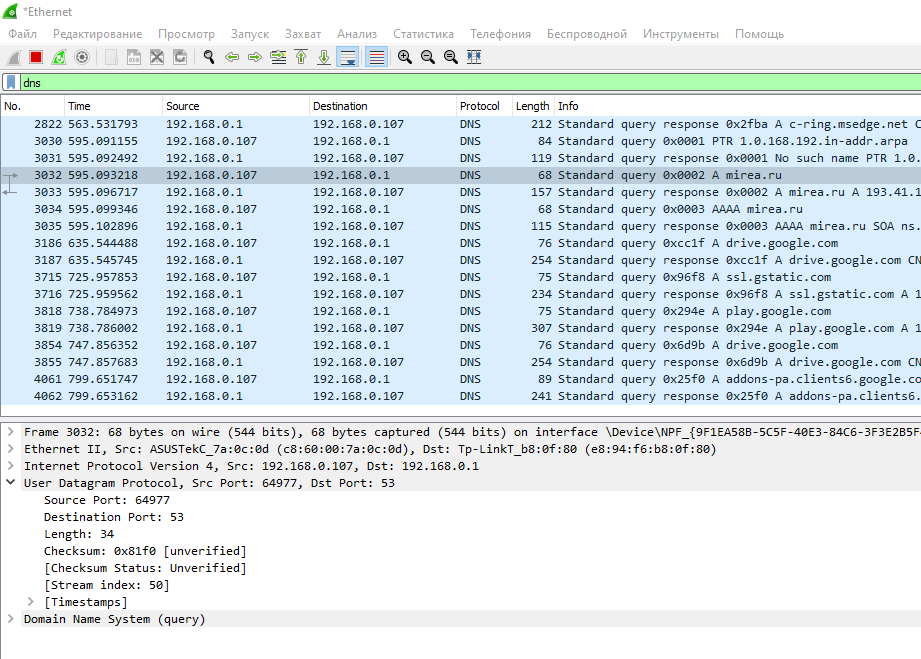 *Ethernet
Файл Редактирование Просмотр Запуск Захват Анализ Статистика Телефония Беспроводной Инструменты Помощь
dns
No. Time Source Destination Protocol Length Info
2822 563.531793 192.168.0.1 192.168.0.107 DNS 212 Standard query response 0x2fba A c-ring.msedge.net C
3030 595.091155 192.168.0.107 192.168.0.1 DNS 84 Standard query 0x0001 PTR 1.0.168.192.in-addr.arpa
3031 595.092492 192.168.0.1 192.168.0.107 DNS 119 Standard query response 0x0001 No such name PTR 1.0.
3032 595.093218 192.168.0.107 192.168.0.1 DNS 68 Standard query 0x0002 A mirea.ru
3033 595.096717 192.168.0.1 192.168.0.107 DNS 157 Standard query response 0x0002 A mirea.ru A 193.41.1
3034 595.099346 192.168.0.107 192.168.0.1 DNS 68 Standard query 0x0003 AAAA mirea.ru
3035 595.102896 192.168.0.1 192.168.0.107 DNS 115 Standard query response 0x0003 AAAA mirea.ru SOA ns.
3186 635.544488 192.168.0.107 192.168.0.1 DNS 76 Standard query 0xcc1f A drive.google.com
3187 635.545745 192.168.0.1 192.168.0.107 DNS 254 Standard query response 0xcc1f A drive.google.com CN
3715 725.957853 192.168.0.107 192.168.0.1 DNS 75 Standard query 0x96f8 A ssl.gstatic.com
3716 725.959562 192.168.0.1 192.168.0.107 DNS 234 Standard query response 0x96f8 A ssl.gstatic.com A 1
3818 738.784973 192.168.0.107 192.168.0.1 DNS 75 Standard query 0x294e A play.google.com
3819 738.786002 192.168.0.1 192.168.0.107 DNS 307 Standard query response 0x294e A play.google.com A 1
3854 747.856352 192.168.0.107 192.168.0.1 DNS 76 Standard query 0x6d9b A drive.google.com
3855 747.857683 192.168.0.1 192.168.0.107 DNS 254 Standard query response 0x6d9b A drive.google.com CN
4061 799.651747 192.168.0.107 192.168.0.1 DNS 89 Standard query 0x25f0 A addons-pa.clients6.google.co
4062 799.653162 192.168.0.1 192.168.0.107 DNS 241 Standard query response 0x25f0 A addons-pa.clients6.
Frame 3032: 68 bytes on wire (544 bits), 68 bytes captured (544 bits) on interface \Device\NPF_{9F1EA58B-5C5F-40E3-84C6-3F3E2B5F4
Ethernet II, Src: ASUSTekC_7a:0c:0d (c8:60:00:7a:0c:0d), Dst: Tp-LinkT_b8:0f:80 (e8:94:f6:b8:0f:80)
Internet Protocol Version 4, Src: 192.168.0.107, Dst: 192.168.0.1
User Datagram Protocol, Src Port: 64977, Dst Port: 53
Source Port: 64977
Destination Port: 53
Length: 34
Checksum: 0x81f0 [unverified]
[Checksum Status: Unverified]
[Stream index: 50]
[Timestamps]
Domain Name System (query)